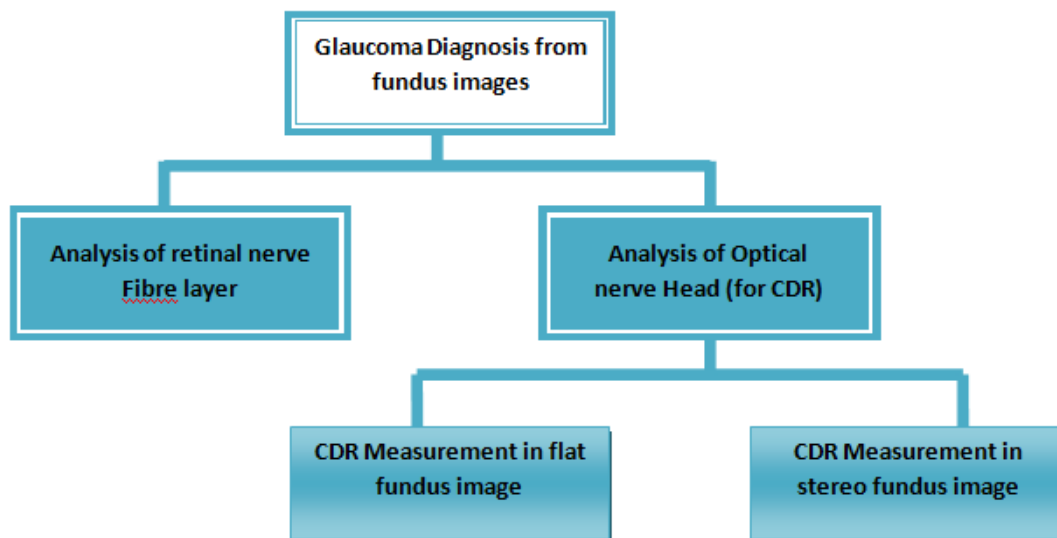 Glaucoma Diagnosis from
fundus images
Analysis of retinal nerve
Fibre layer
Analysis of Optical
nerve Head (for CDR)
CDR Measurement in flat
fundus image
CDR Measurement in
stereo fundus image